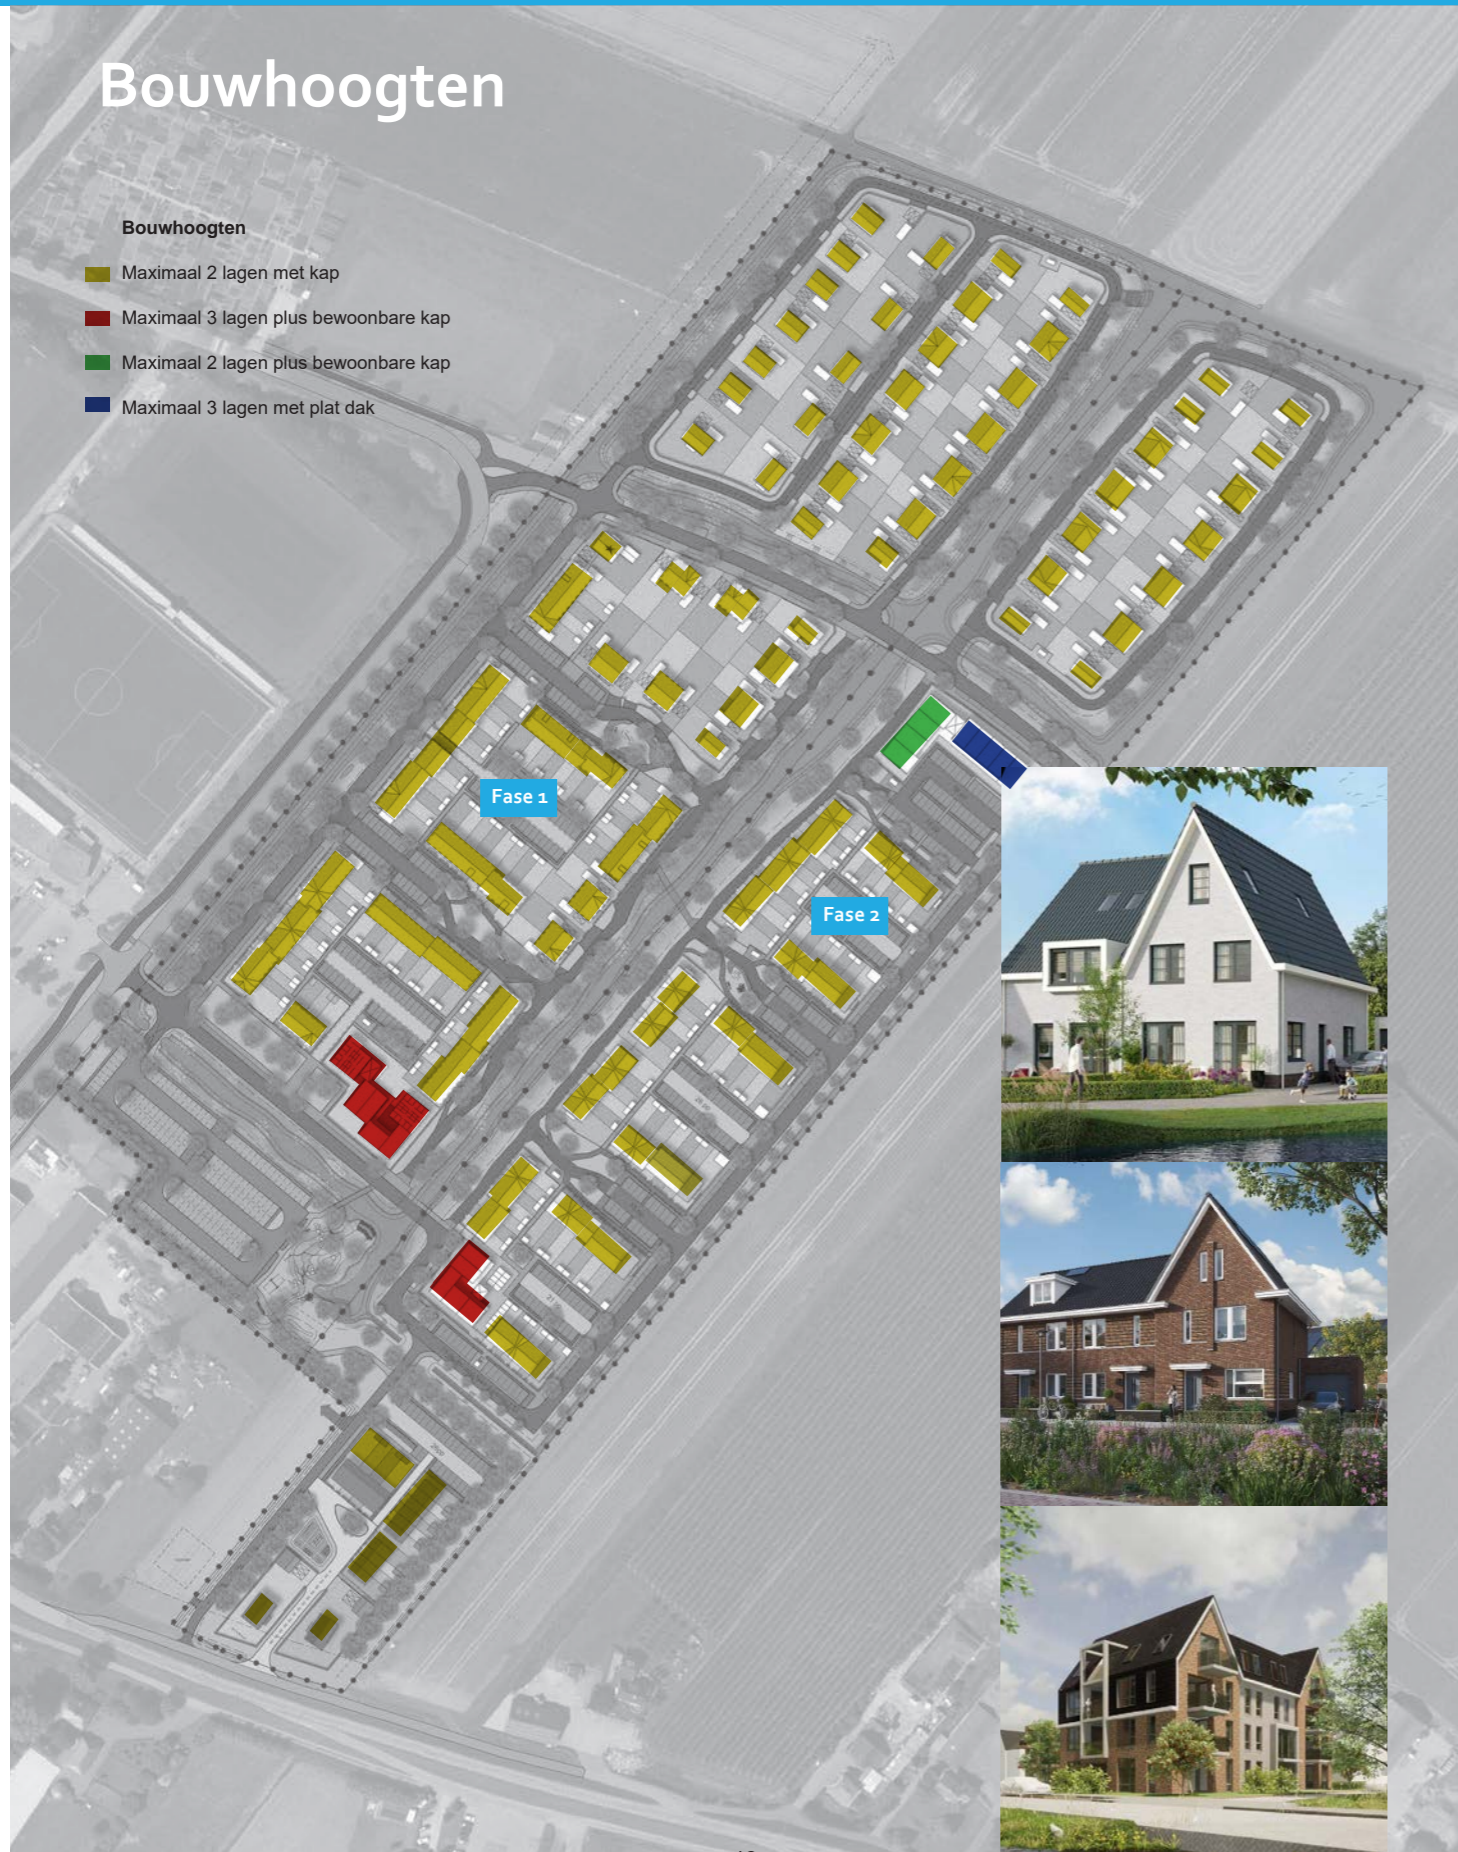 Bouwhoogten
Bouwhoogten
Maximaal 2 lagen met kap
Maximaal 3 lagen plus bewoonbare kap
Maximaal 2 lagen plus bewoonbare kap
Maximaal 3 lagen met plat dak
Fase 1
Fase 2